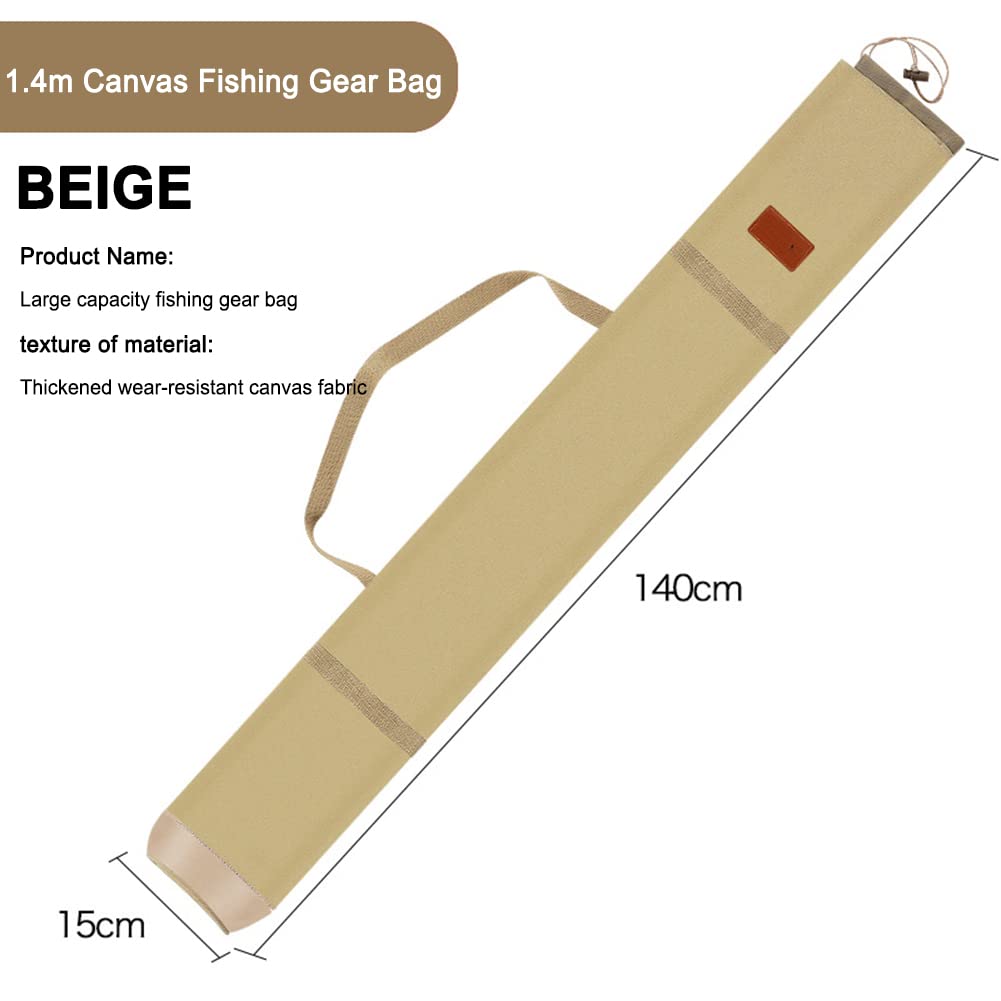 1.4m Canvas Fishing Gear Bag
BEIGE
Product Name:
Large capacity fishing gear bag
texture of material:
Thickened wear-resistant canvas fabric
140cm
15cm